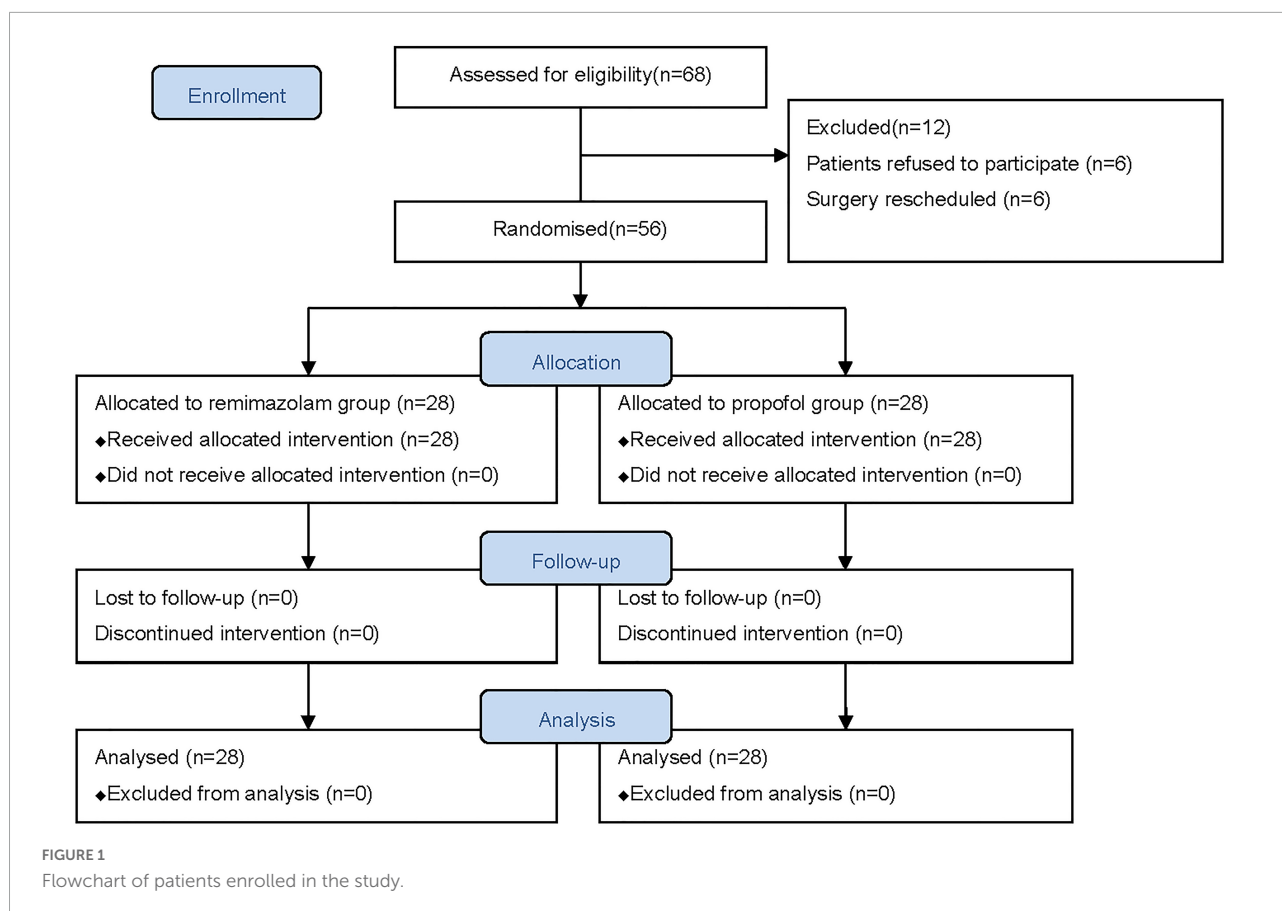 Enrollment
Assessed for eligibility(n=68)
Excluded(n=12)
Patients refused to participate (n=6)
Surgery rescheduled (n=6)
Randomised(n=56)
Allocation
Allocated to remimazolam group (n=28)
◆Received allocated intervention (n=28)
◆Did not receive allocated intervention (n=0)
Allocated to propofol group (n=28)
◆Received allocated intervention (n=28)
◆Did not receive allocated intervention (n=0)
Follow-up
Lost to follow-up (n=0)
Discontinued intervention (n=0)
Lost to follow-up (n=0)
Discontinued intervention (n=0)
Analysis
Analysed (n=28)
◆Excluded from analysis (n=0)
Analysed (n=28)
◆Excluded from analysis (n=0)
FIGURE 1
Flowchart of patients enrolled in the study.